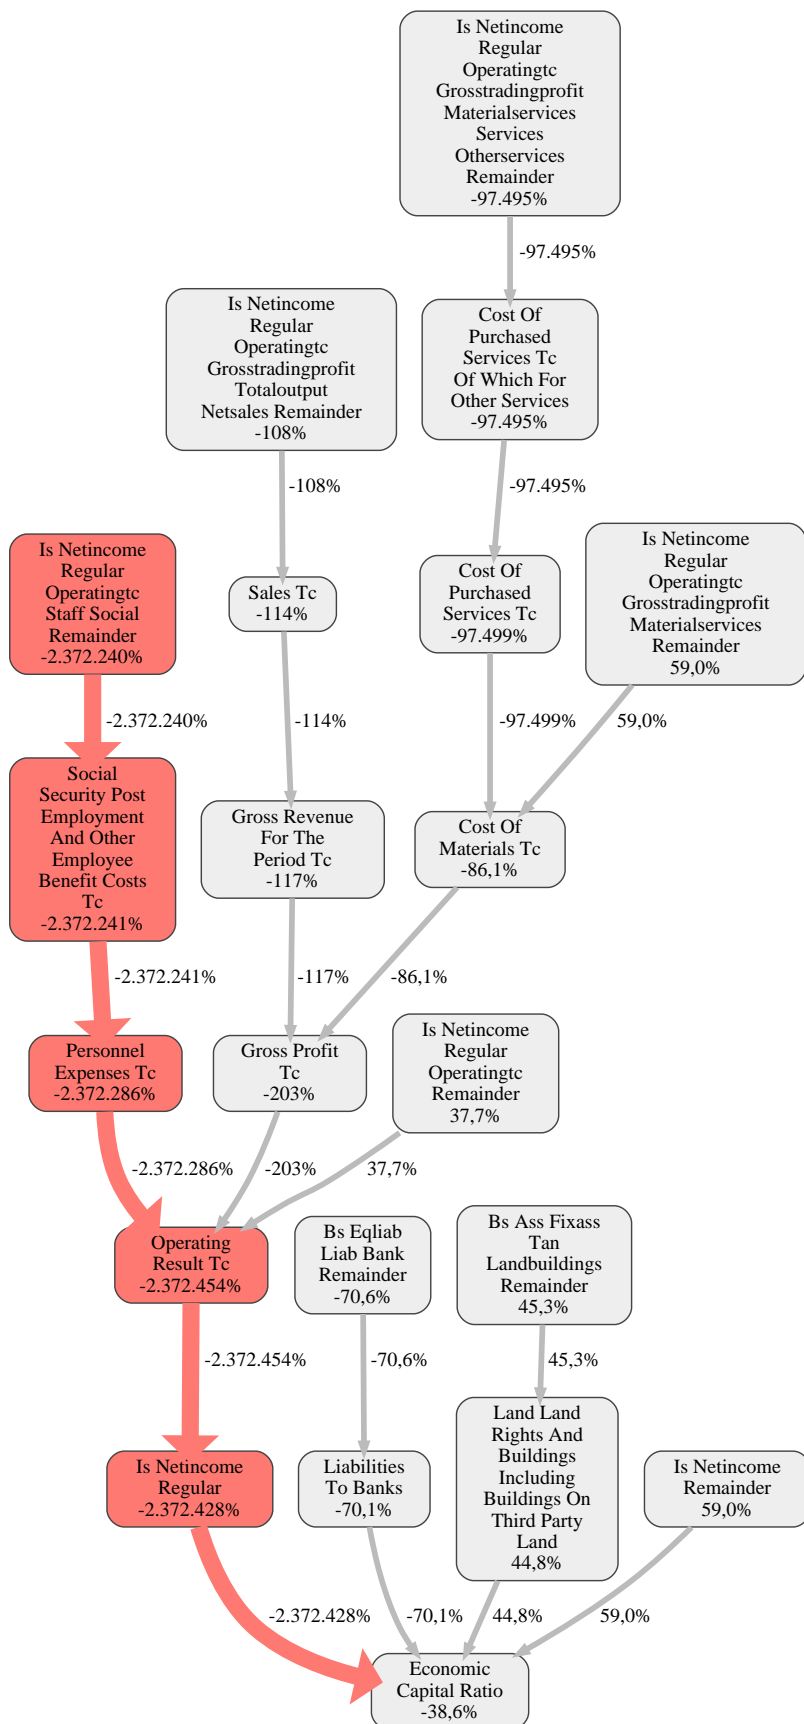 Is Netincome
Regular
Operatingtc
Grosstradingprofit
Materialservices
Services
Otherservices
Remainder
-97.495%
-97.495%
Is Netincome
Regular
Operatingtc
Grosstradingprofit
Totaloutput
Netsales Remainder
-108%
Cost Of
Purchased
Services Tc
Of Which For
Other Services
-97.495%
-108%
-97.495%
Is Netincome
Regular
Operatingtc
Staff Social
Remainder
-2.372.240%
Sales Tc
-114%
Cost Of
Purchased
Services Tc
-97.499%
Is Netincome
Regular
Operatingtc
Grosstradingprofit
Materialservices
Remainder
59,0%
-2.372.240%
-114%
-97.499%
59,0%
Social
Security Post
Employment
And Other
Employee
Benefit Costs
Tc
-2.372.241%
Gross Revenue
For The
Period Tc
-117%
Cost Of
Materials Tc
-86,1%
-2.372.241%
-117%
-86,1%
Personnel
Expenses Tc
-2.372.286%
Gross Profit
Tc
-203%
Is Netincome
Regular
Operatingtc
Remainder
37,7%
-2.372.286%
-203%
37,7%
Operating
Result Tc
-2.372.454%
Bs Eqliab
Liab Bank
Remainder
-70,6%
Bs Ass Fixass
Tan
Landbuildings
Remainder
45,3%
-2.372.454%
-70,6%
45,3%
Is Netincome
Regular
-2.372.428%
Liabilities
To Banks
-70,1%
Land Land
Rights And
Buildings
Including
Buildings On
Third Party
Land
44,8%
Is Netincome
Remainder
59,0%
-2.372.428%
-70,1%
44,8%
59,0%
Economic
Capital Ratio
-38,6%